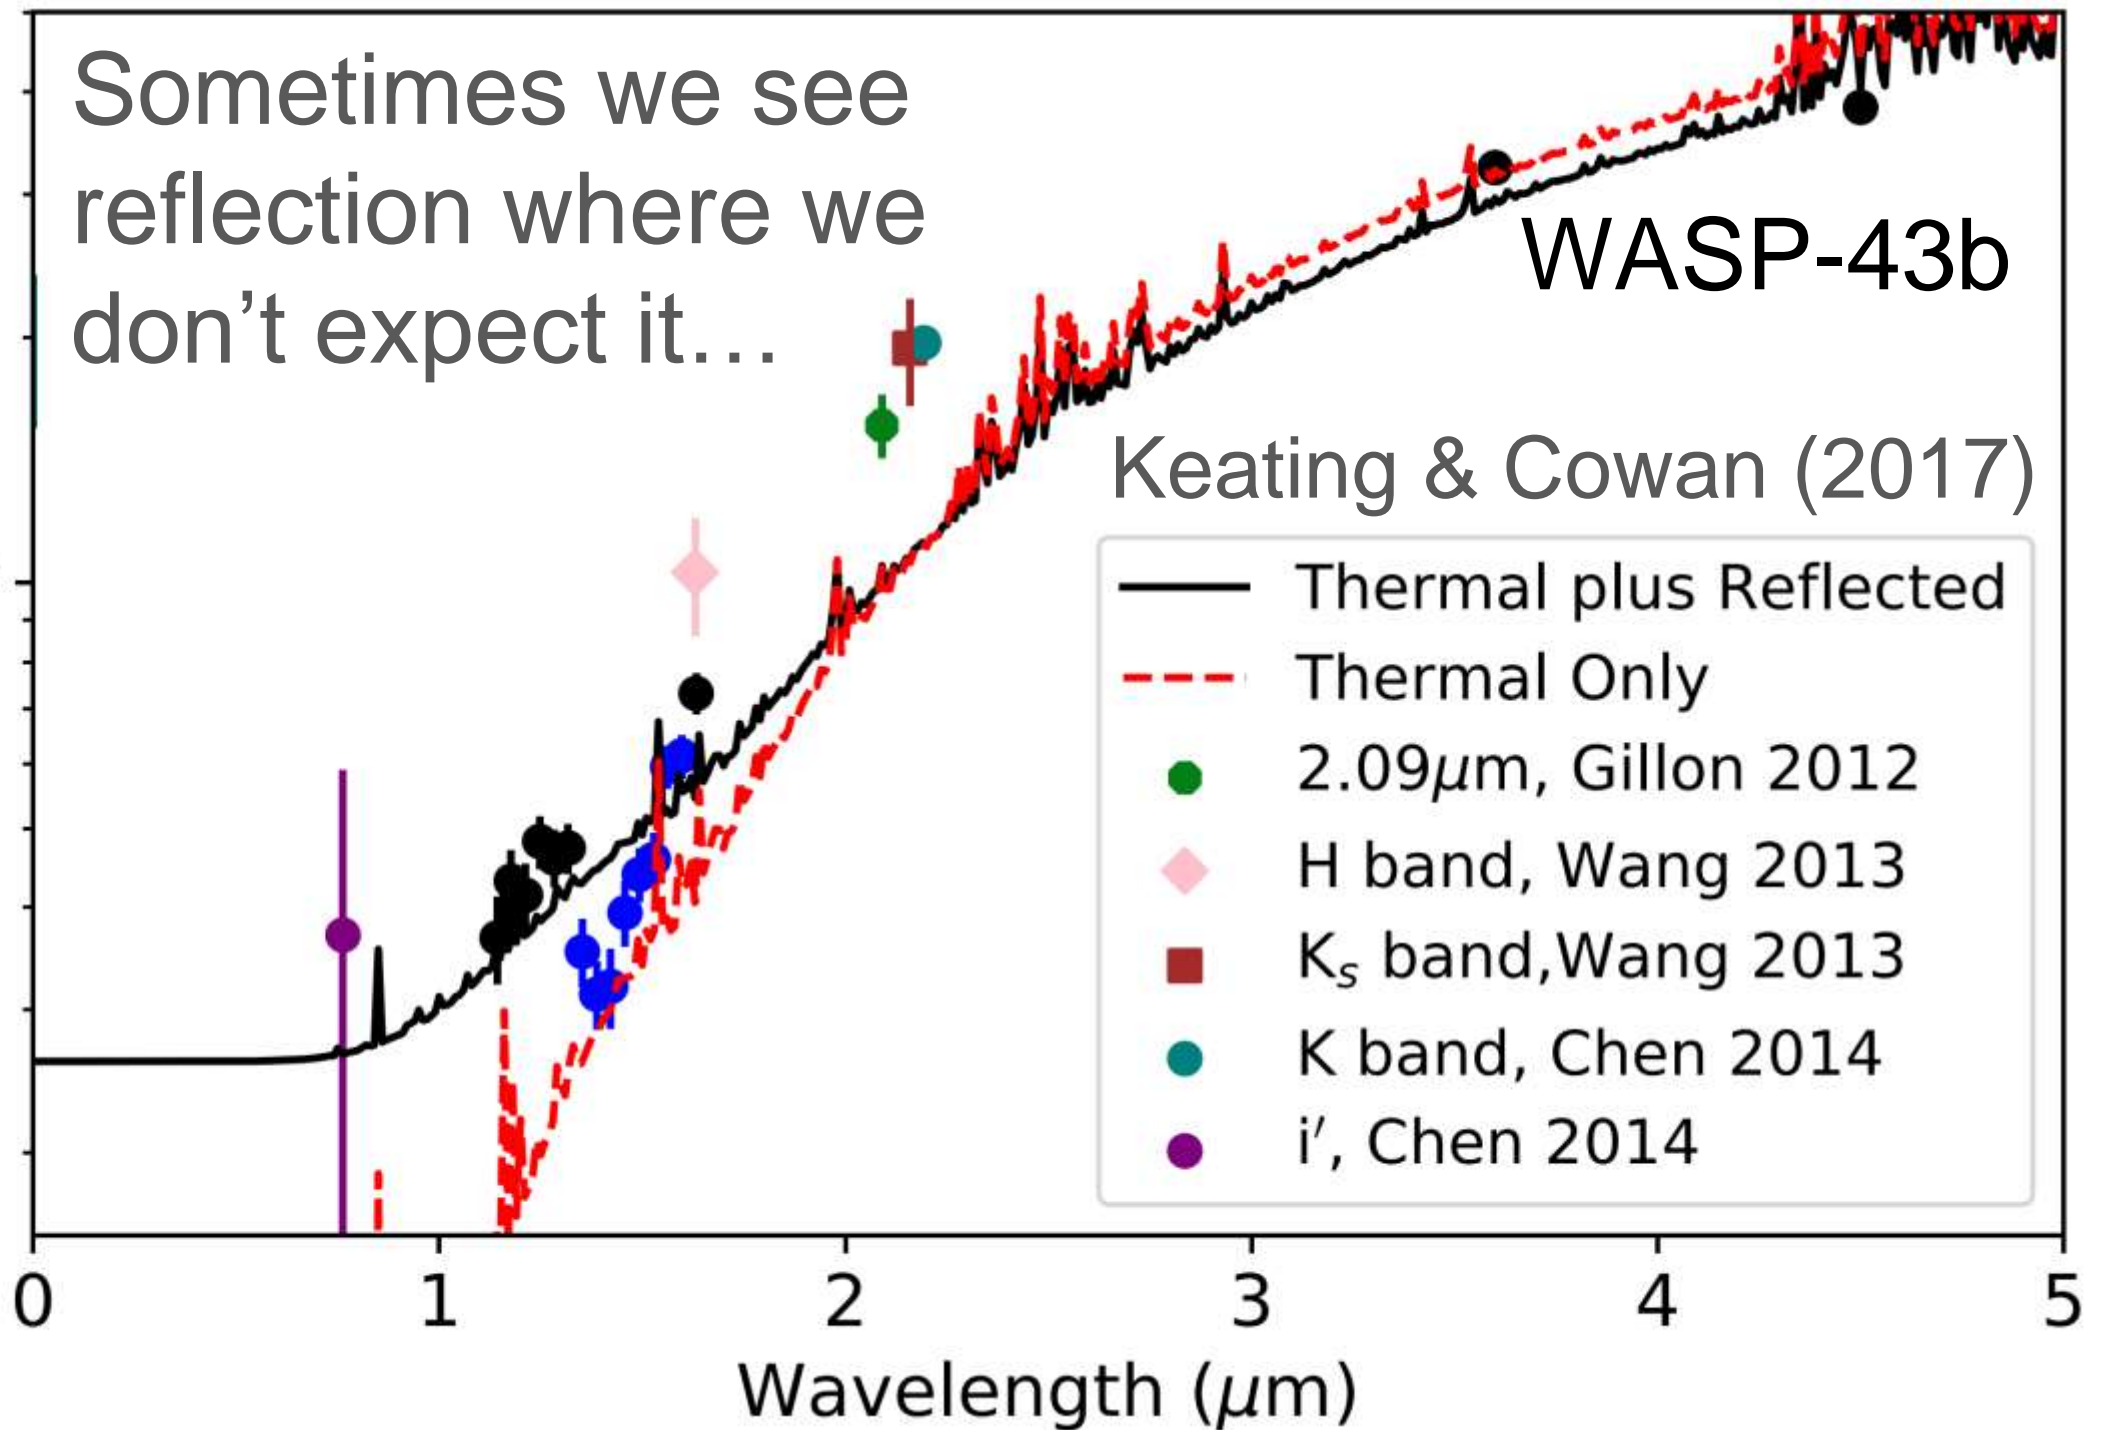 Sometimes we see
reflection where we
don’t expect it…
WASP-43b
Keating & Cowan (2017)
Thermal plus Reflected
Thermal Only
2.09μm, Gillon 2012
H band, Wang 2013
Ks band,Wang 2013
K band, Chen 2014
i′, Chen 2014
0 1 2 3 4 5
Wavelength (μm)